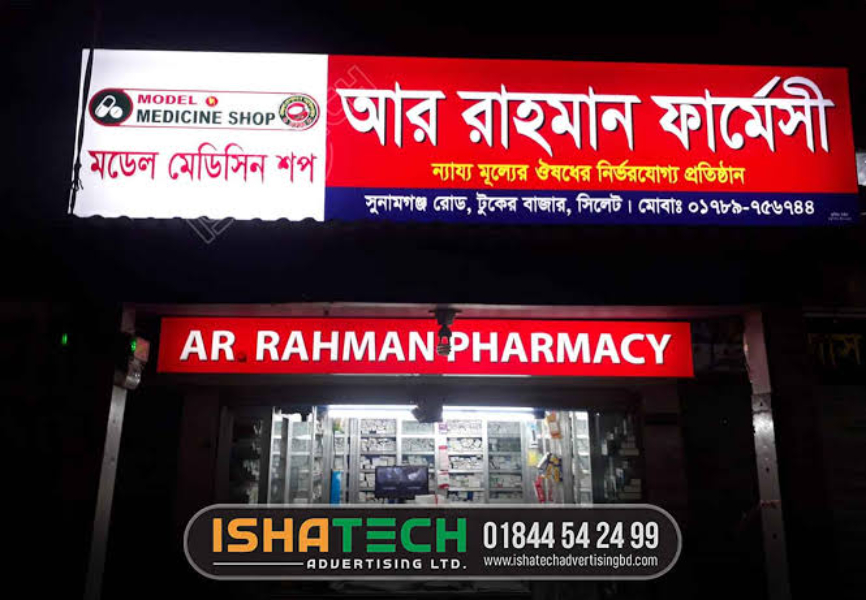 MODEL
MEDICINE SHOP
মডেল মেডিসিন শপ
আর রাহমান ফার্মেসী
ন্যায্য মূল্যের ঔষধের নির্ভরযোগ্য প্রতিষ্ঠান
সুনামগঞ্জ রোড, টুকের বাজার, সিলেট। মোবাঃ ০১৭৮৯-৭৫৬৭৪৪
AR. RAHMAN PHARMACY
ISHATECH
ADVERTISING LTD.
01844 54 24 99
www.ishatechadvertisingbd.com